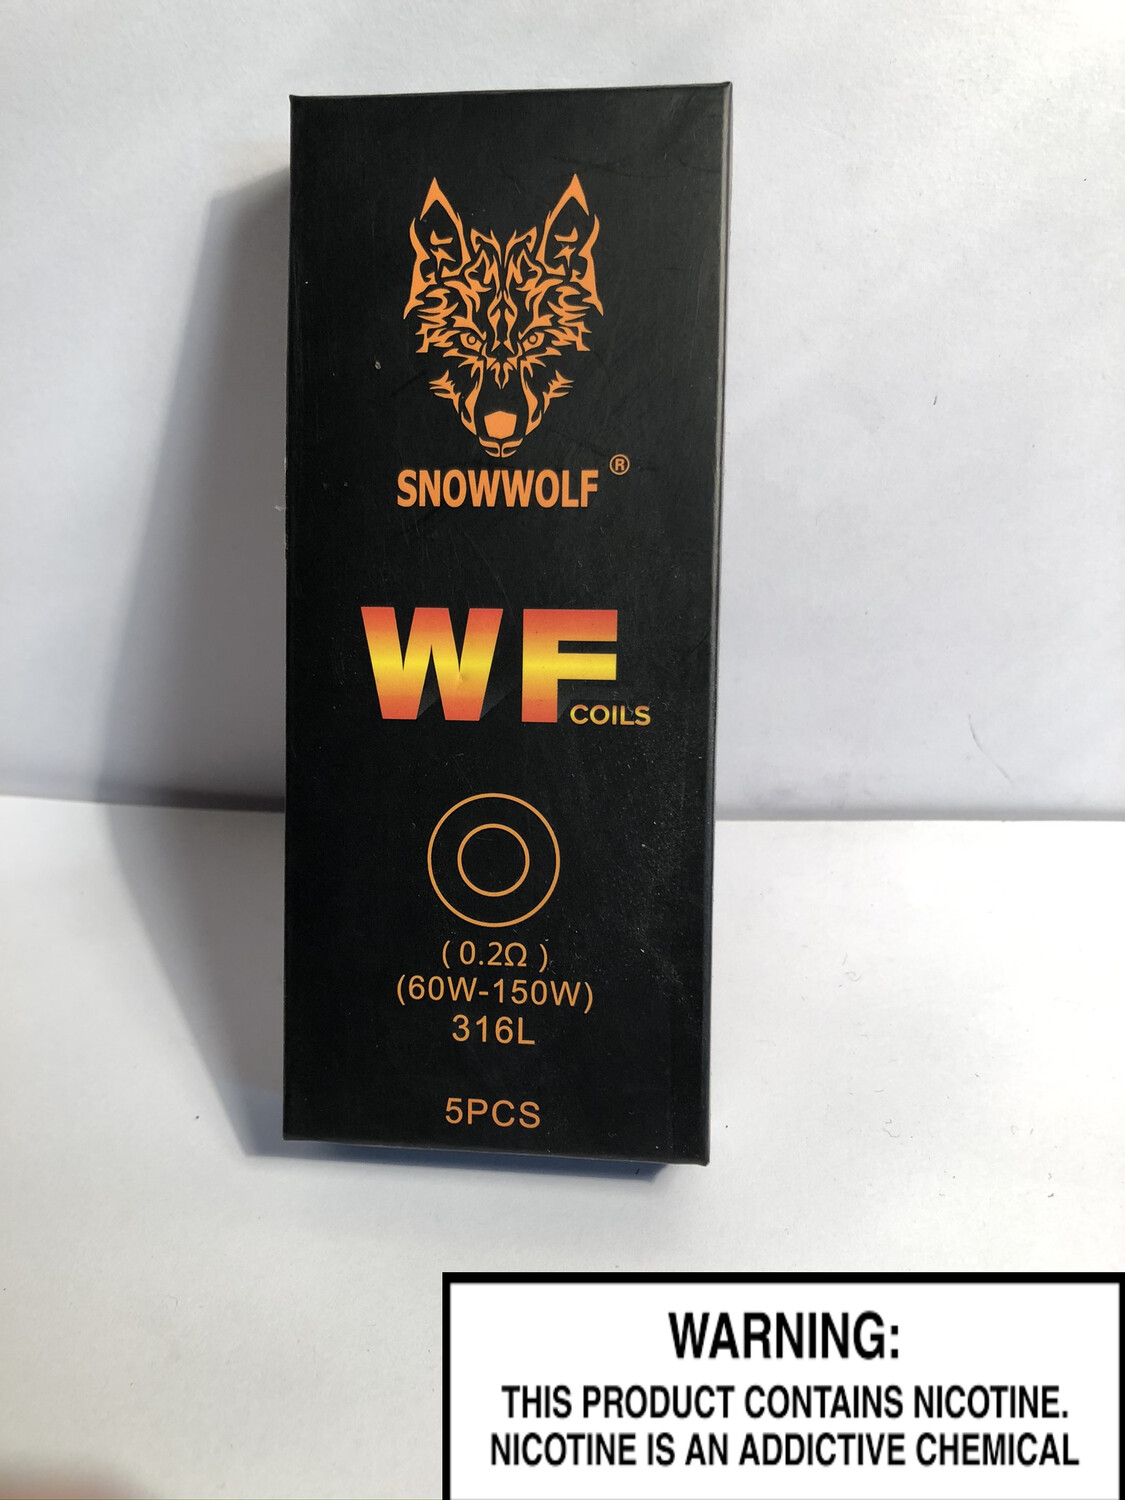 SNOWWOLF ®
WF COILS
( 0.2Ω )
(60W-150W)
316L
5PCS
WARNING:
THIS PRODUCT CONTAINS NICOTINE.
NICOTINE IS AN ADDICTIVE CHEMICAL